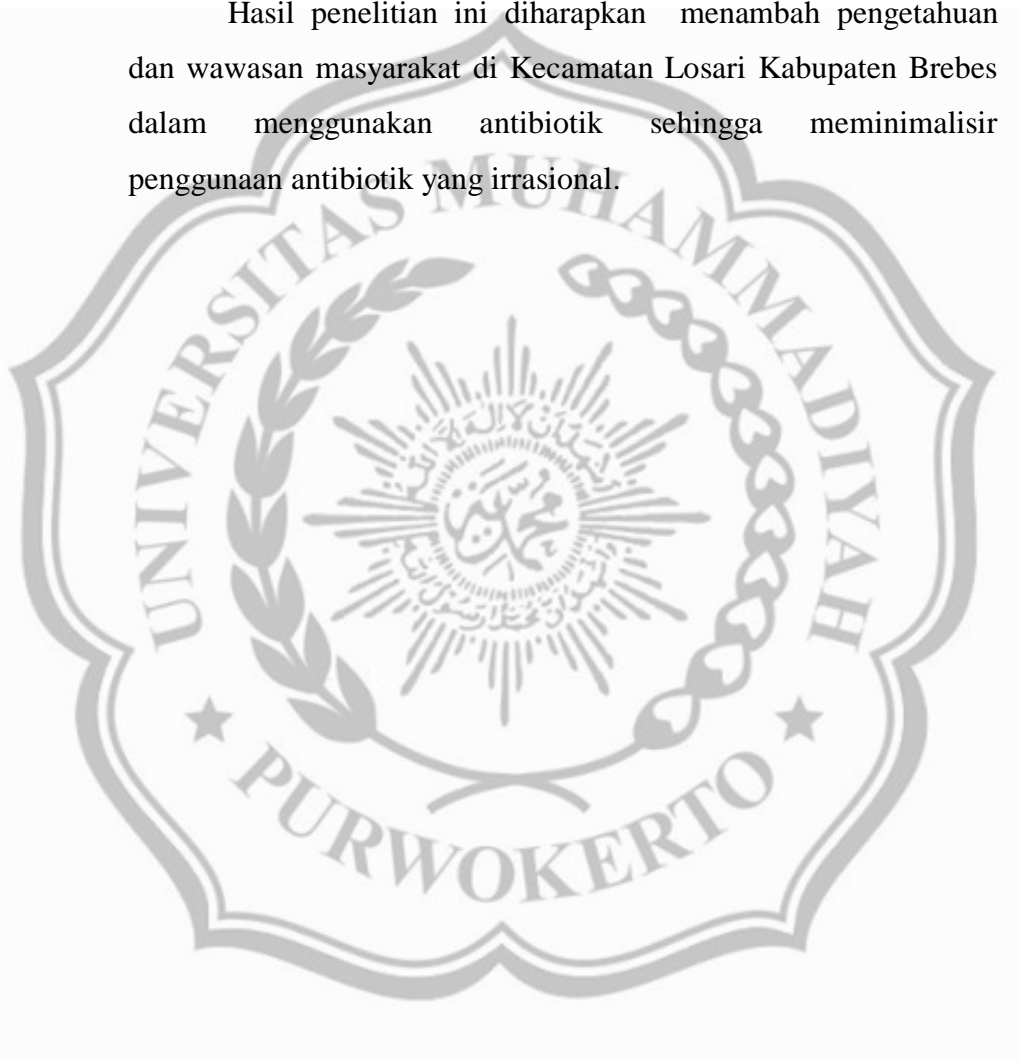 Hasil penelitian ini diharapkan menambah pengetahuan
dan wawasan masyarakat di Kecamatan Losari Kabupaten Brebes
dalam menggunakan antibiotik sehingga meminimalisir
penggunaan antibiotik yang irrasional.
UNIVERSITAS MUHAMMADIYAH
محمد
PURWOKERTO